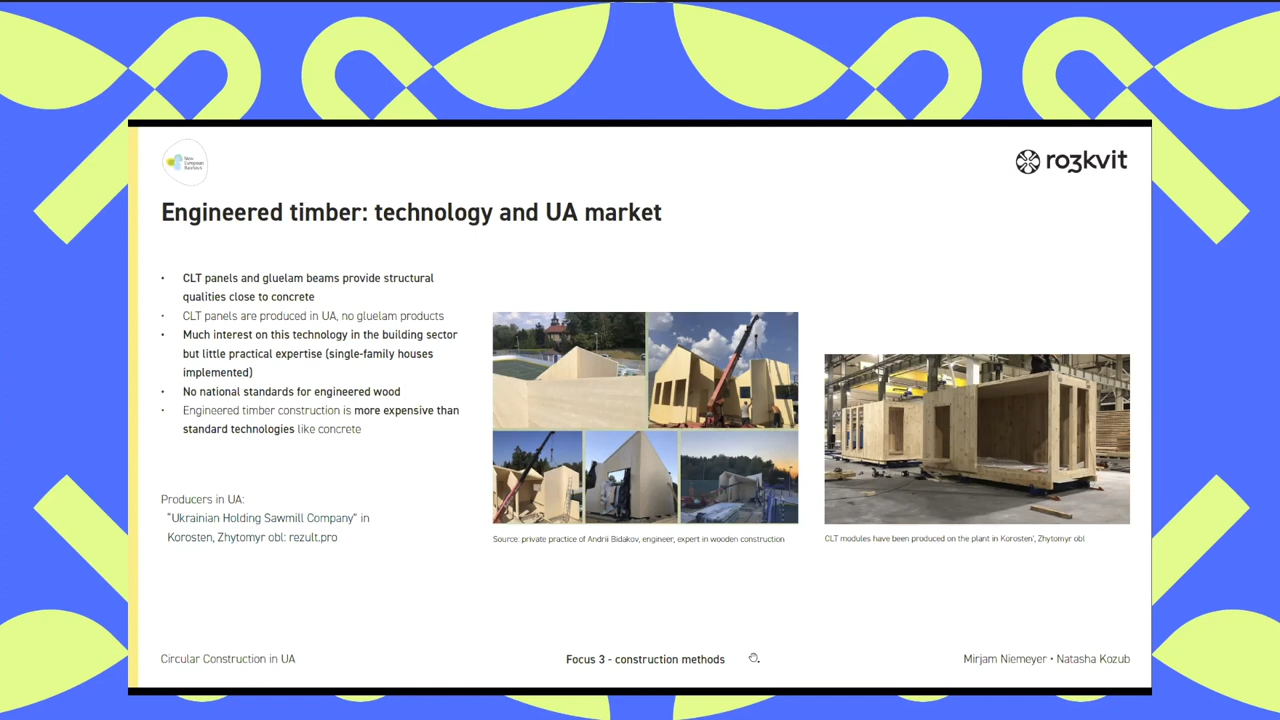 New
European
Bauhaus
ro3kvit
Engineered timber: technology and UA market
• CLT panels and gluelam beams provide structural
qualities close to concrete
• CLT panels are produced in UA, no gluelam products
• Much interest on this technology in the building sector
but little practical expertise (single-family houses
implemented)
• No national standards for engineered wood
• Engineered timber construction is more expensive than
standard technologies like concrete
Producers in UA:
"Ukrainian Holding Sawmill Company" in
Korosten, Zhytomyr obl: rezult.pro
Source: private practice of Andrii Bidakov, engineer, expert in wooden construction
CLT modules have been produced on the plant in Korosten', Zhytomyr obl
Circular Construction in UA
Focus 3 - construction methods
Mirjam Niemeyer • Natasha Kozub